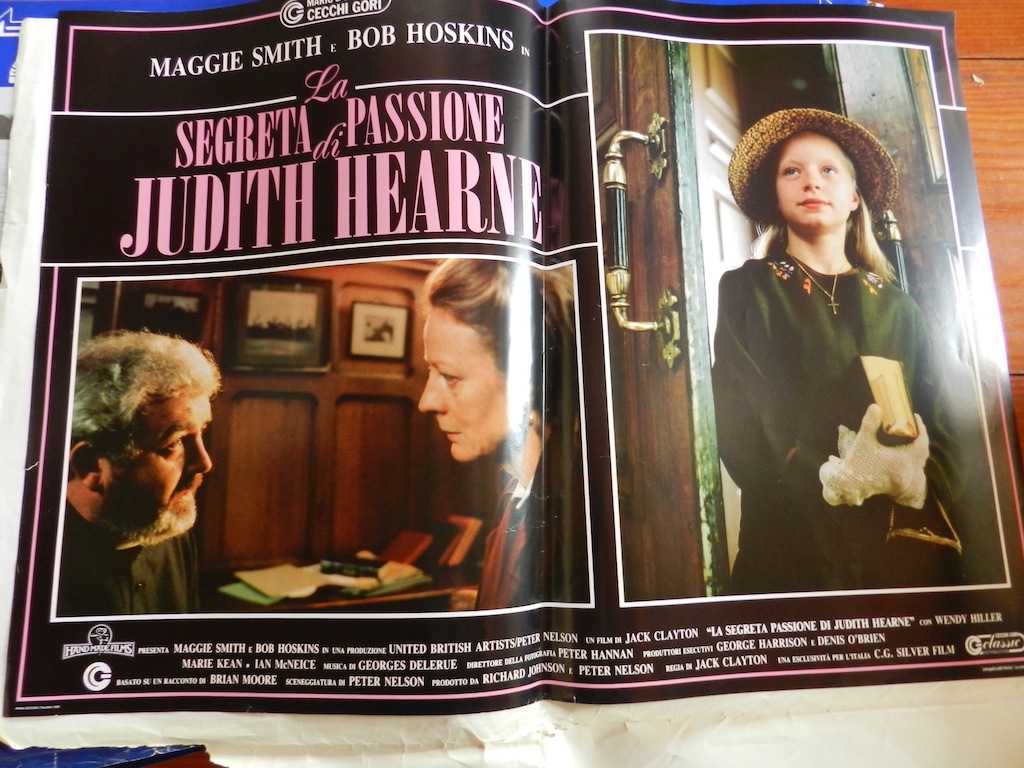 MARIO
CECCHI GORI
MAGGIE SMITH E BOB HOSKINS IN
La
SEGRETA di PASSIONE
JUDITH HEARNE
HANDMADE FILMS PRESENTA MAGGIE SMITH E BOB HOSKINS IN UNA PRODUZIONE UNITED BRITISH ARTISTS/PETER NELSON UN FILM DI JACK CLAYTON "LA SEGRETA PASSIONE DI JUDITH HEARNE" CON WENDY HILLER
MARIE KEAN • IAN McNEICE MUSICA DI GEORGES DELERUE DIRETTORE DELLA FOTOGRAFIA PETER HANNAN PRODUTTORI ESECUTIVI GEORGE HARRISON E DENIS O'BRIEN
BASATO SU UN RACCONTO DI BRIAN MOORE SCENEGGIATURA DI PETER NELSON PRODOTTO DA RICHARD JOHNSON E PETER NELSON REGIA DI JACK CLAYTON UNA ESCLUSIVITÀ PER L'ITALIA C.G. SILVER FILM
classic